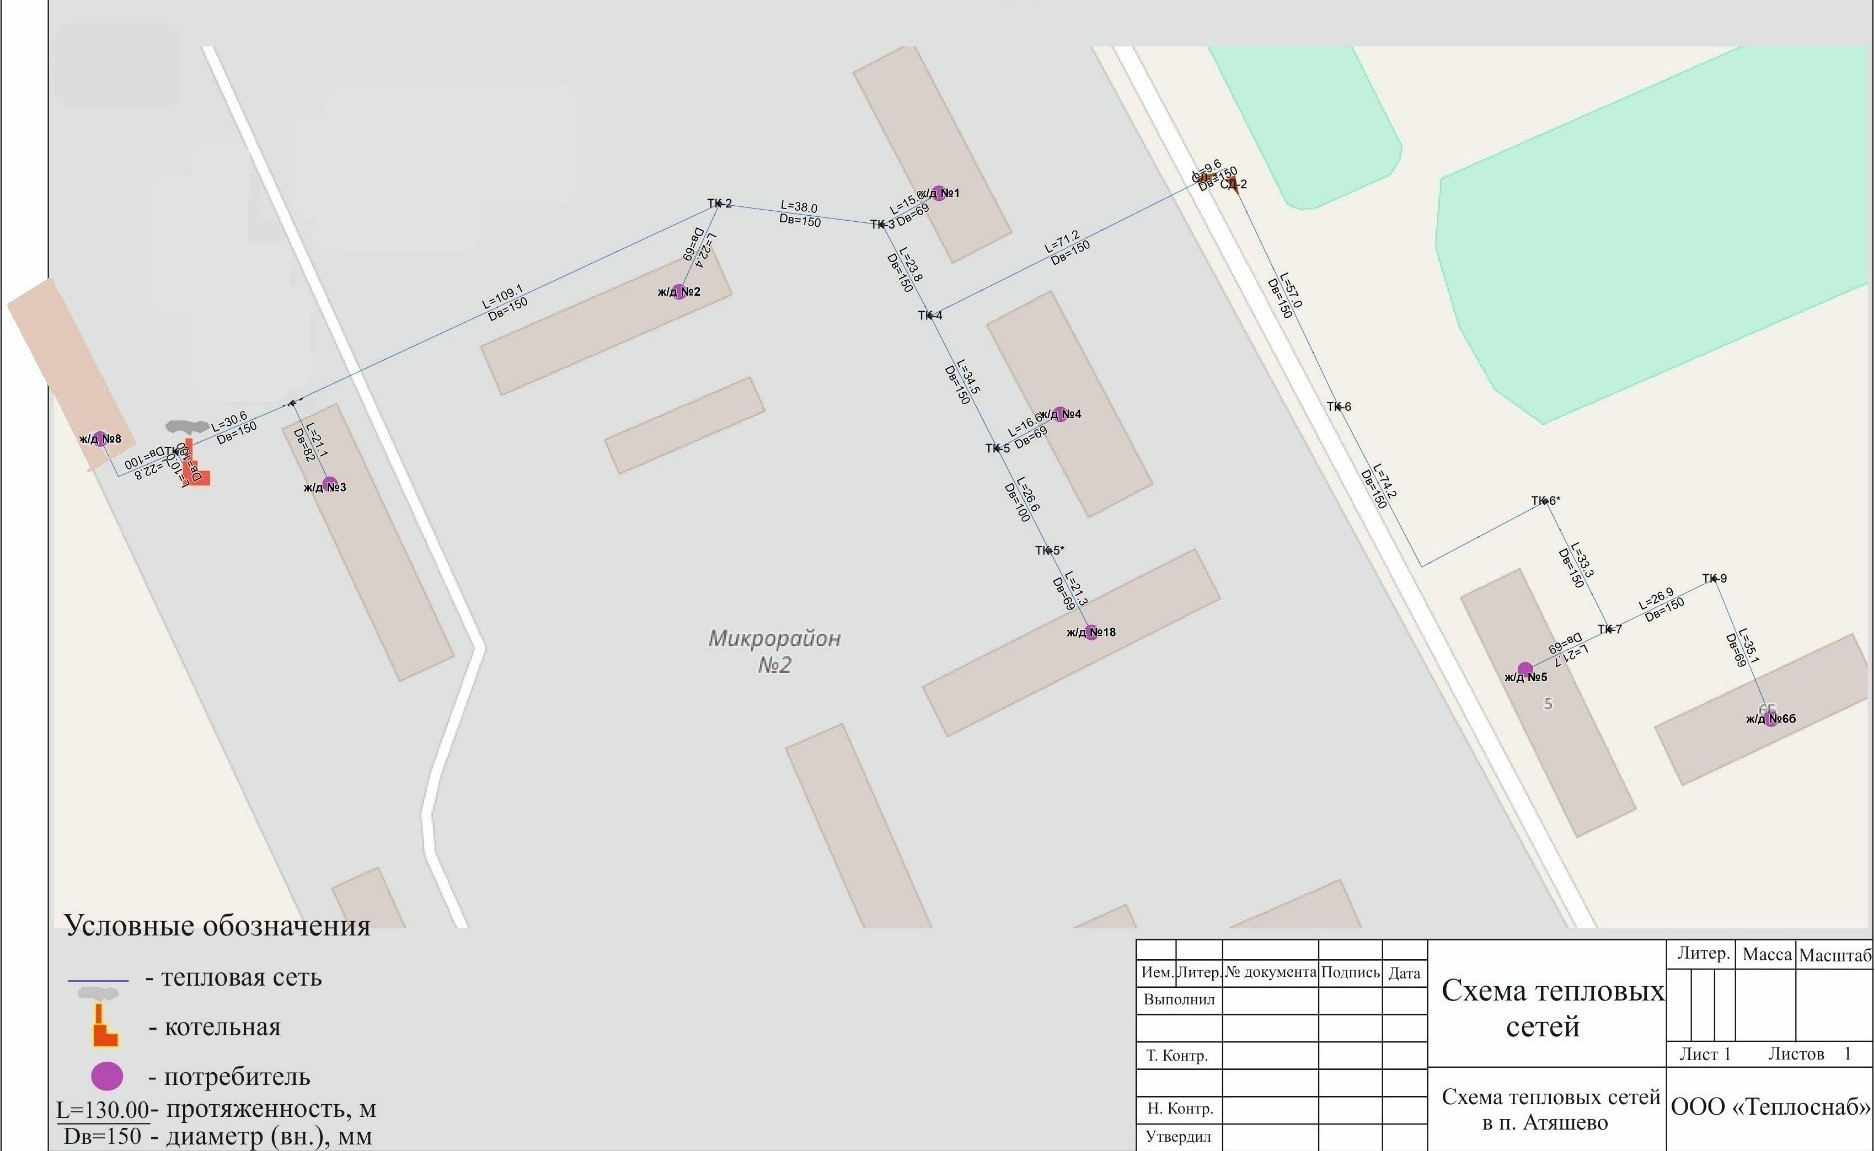 L=9.6
Dв=150
СД-2
ж/д №1
Dв=69
ТК-2
L=38.0
Dв=150
ТК-3
L=22.4
Dв=69
L=23.8
Dв=150
L=71.2
Dв=150
ж/д №2
L=109.1
Dв=150
ТК-4
L=57.0
Dв=150
L=34.5
Dв=150
ТК-6
L=30.6
Dв=150
ж/д №8
L=22.8
Dв=100
L=21.1
Dв=82
ж/д №3
ж/д №4
Dв=69
ТК-5
L=74.2
Dв=150
L=26.6
Dв=100
ТК-6*
ТК-5*
L=33.3
Dв=150
L=21.3
Dв=69
ТК-9
L=26.9
Dв=150
ТК-7
ж/д №18
Dв=69
L=21.7
L=35.1
Dв=69
Микрорайон
№2
ж/д №5
5
ж/д №6б
Условные обозначения
- тепловая сеть
- котельная
- потребитель
L=130.00- протяженность, м
Dв=150 - диаметр (вн.), мм
Изм. Литер. № документа Подпись Дата
Выполнил
Т. Контр.
Н. Контр.
Утвердил
Схема тепловых
сетей
Схема тепловых сетей
в п. Атяшево
Литер. Масса Масштаб
Лист 1 Листов 1
ООО «Теплоснаб»